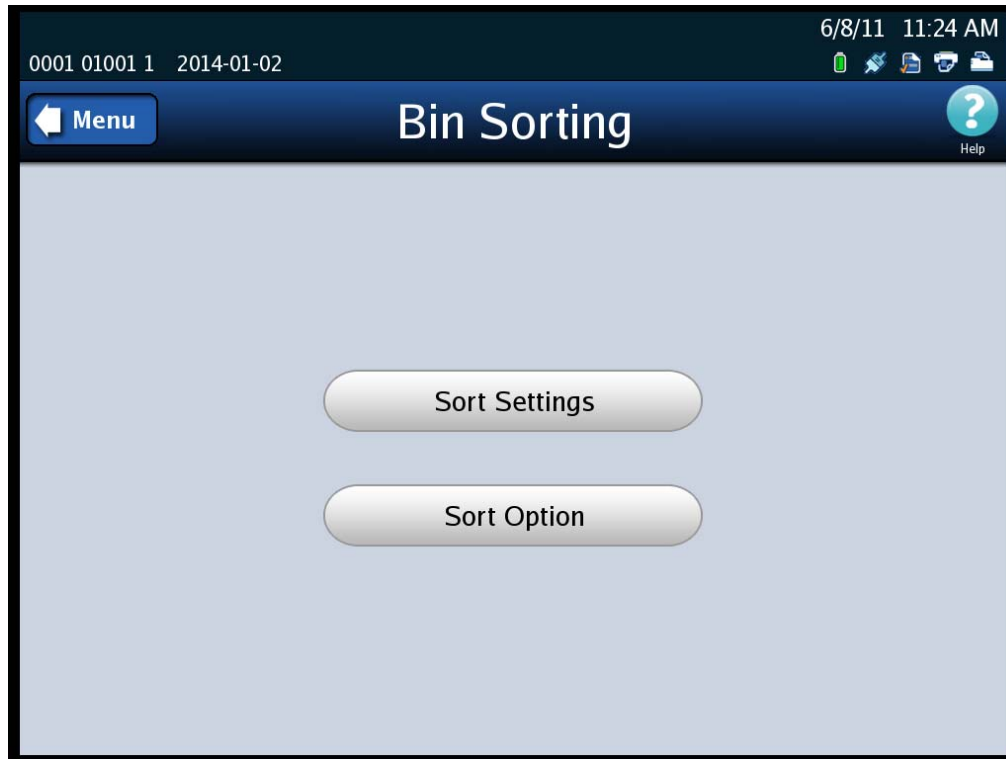 6/8/11 11:24 AM
0001 01001 1 2014-01-02
Menu
Bin Sorting
Help
Sort Settings
Sort Option